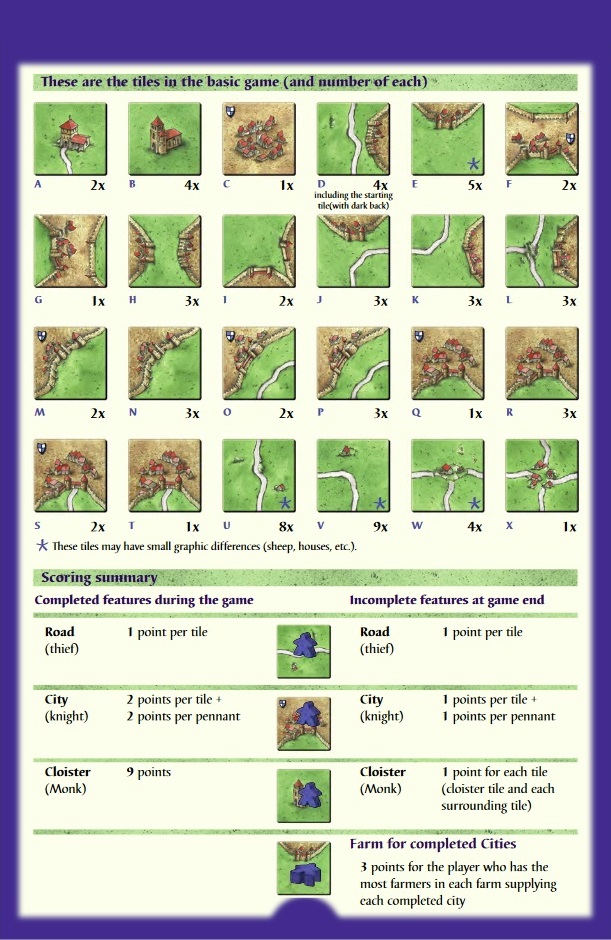 These are the tiles in the basic game (and number of each)
A 2x B 4x C 1x D 4x E 5x F 2x
including the starting
tile(with dark back)
G 1x H 3x I 2x J 3x K 3x L 3x
M 2x N 3x O 2x P 3x Q 1x R 3x
S 2x T 1x U 8x V 9x W 4x X 1x
These tiles may have small graphic differences (sheep, houses, etc.).
Scoring summary
Completed features during the game
Incomplete features at game end
Road 1 point per tile
(thief)
Road 1 point per tile
(thief)
City 2 points per tile +
(knight) 2 points per pennant
City 1 points per tile +
(knight) 1 points per pennant
Cloister 9 points
(Monk)
Cloister 1 point for each tile
(Monk) (cloister tile and each
surrounding tile)
Farm for completed Cities
3 points for the player who has the
most farmers in each farm supplying
each completed city